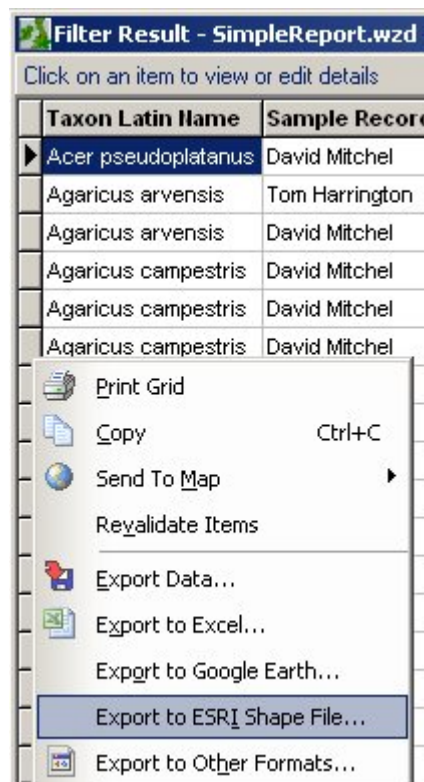 Filter Result - SimpleReport.wzd
Click on an item to view or edit details
Taxon Latin Name Sample Recor
Acer pseudoplatanus David Mitchel
Agaricus arvensis Tom Harrington
Agaricus arvensis David Mitchel
Agaricus campestris David Mitchel
Agaricus campestris David Mitchel
Agaricus campestris David Mitchel
Print Grid
Copy Ctrl+C
Send To Map
Revalidate Items
Export Data...
Export to Excel...
Export to Google Earth...
Export to ESRI Shape File...
Export to Other Formats...